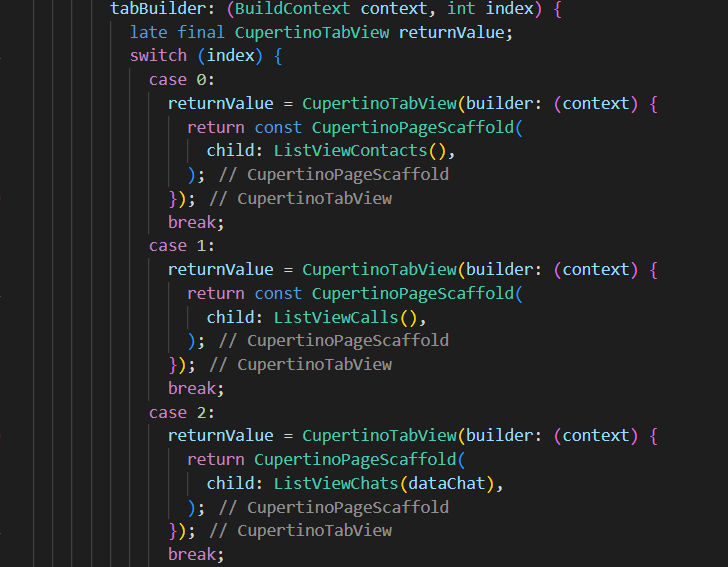 tabBuilder: (BuildContext context, int index) {
late final CupertinoTabView returnValue;
switch (index) {
case 0:
returnValue = CupertinoTabView(builder: (context) {
return const CupertinoPageScaffold(
child: ListViewContacts(),
); // CupertinoPageScaffold
}); // CupertinoTabView
break;
case 1:
returnValue = CupertinoTabView(builder: (context) {
return const CupertinoPageScaffold(
child: ListViewCalls(),
); // CupertinoPageScaffold
}); // CupertinoTabView
break;
case 2:
returnValue = CupertinoTabView(builder: (context) {
return CupertinoPageScaffold(
child: ListViewChats(dataChat),
); // CupertinoPageScaffold
}); // CupertinoTabView
break;